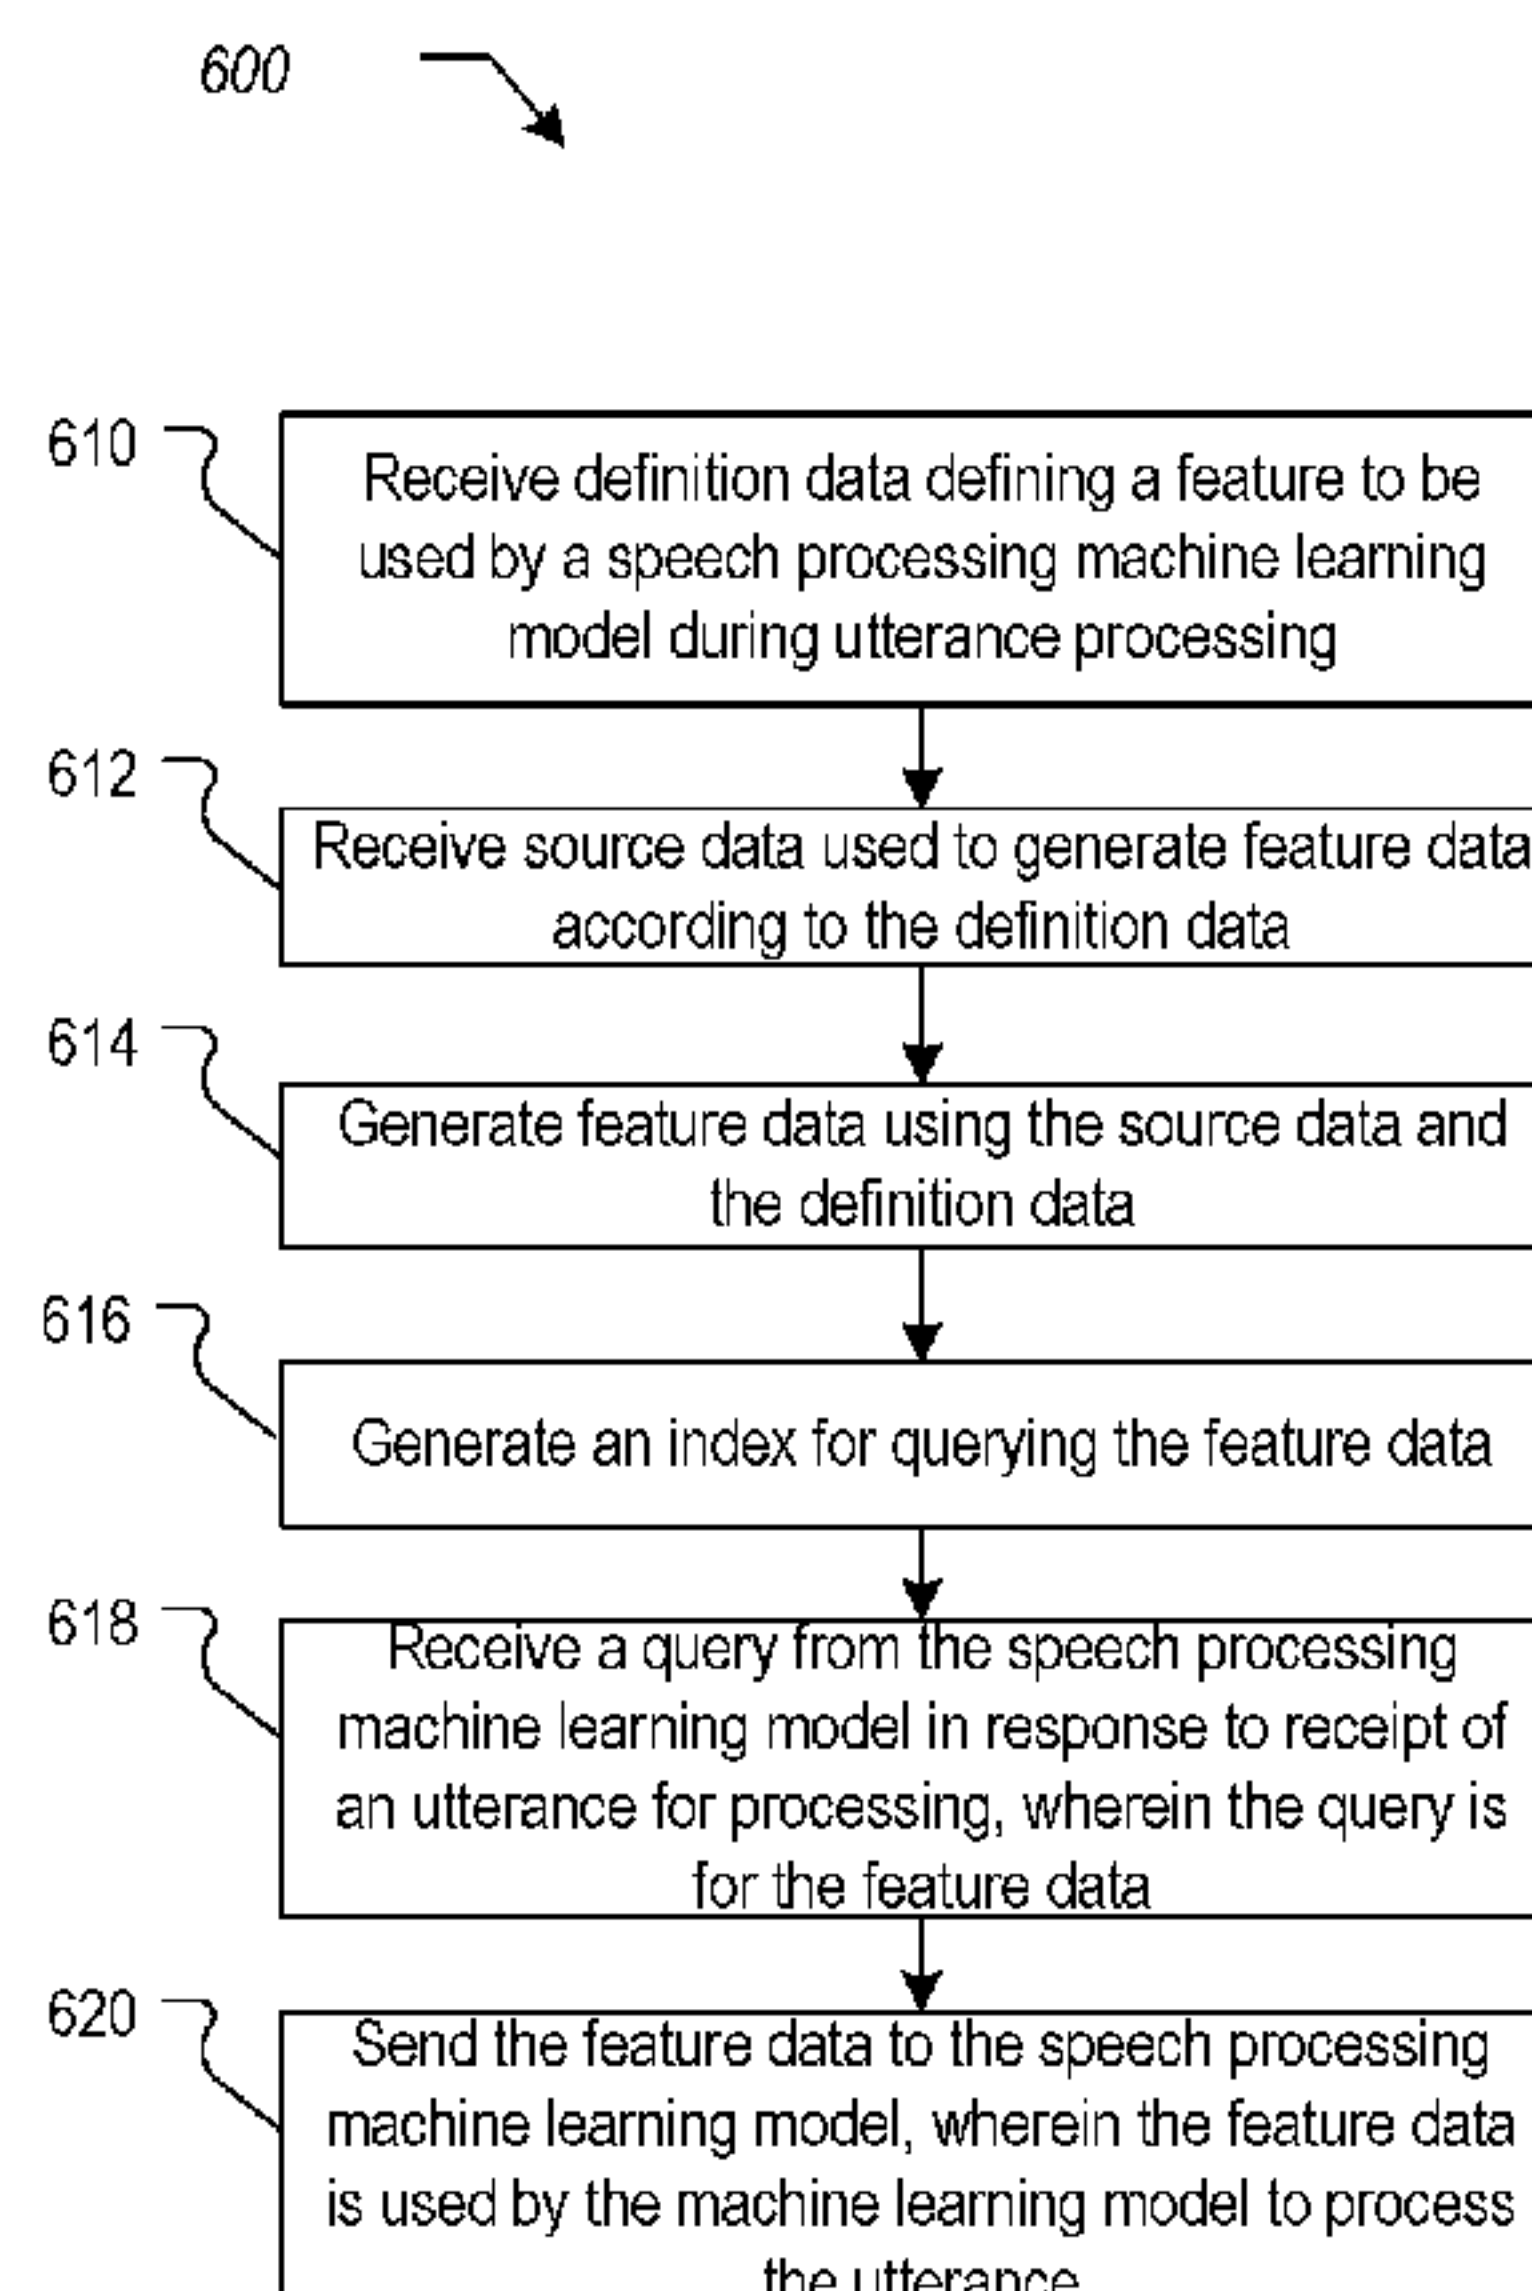 600
610
Receive definition data defining a feature to be
used by a speech processing machine learning
model during utterance processing
612
Receive source data used to generate feature data
according to the definition data
614
Generate feature data using the source data and
the definition data
616
Generate an index for querying the feature data
618
Receive a query from the speech processing
machine learning model in response to receipt of
an utterance for processing, wherein the query is
for the feature data
620
Send the feature data to the speech processing
machine learning model, wherein the feature data
is used by the machine learning model to process
the utterance